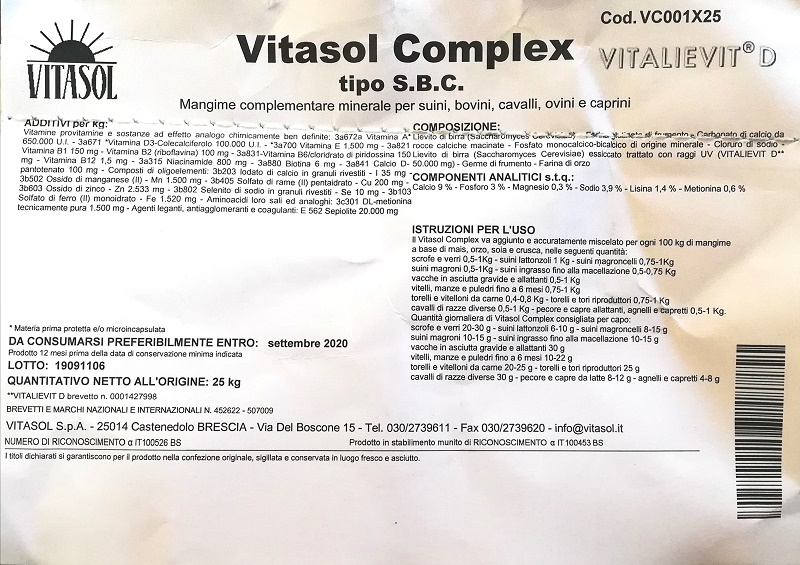 Cod. VC001X25
VITASOL
Vitasol Complex
VITALIEVIT® D
tipo S.B.C.
Mangime complementare minerale per suini, bovini, cavalli, ovini e caprini
ADDITIVI per kg:
Vitamine provitamine e sostanze ad effetto analogo chimicamente ben definite: 3a672a Vitamina A*
650.000 U.I. - 3a671 *Vitamina D3-Colecalciferolo 100.000 U.I. - *3a700 Vitamina E 1.500 mg - 3a821
Vitamina B1 150 mg - Vitamina B2 (riboflavina) 100 mg - 3a831-Vitamina B6/cloridrato di piridossina 150
mg - Vitamina B12 1,5 mg - 3a315 Niacinamide 800 mg - 3a880 Biotina 6 mg - 3a841 Calcio D-
pantotenato 100 mg - Composti di oligoelementi: 3b203 Iodato di calcio in granuli rivestiti - I 35 mg -
3b502 Ossido di manganese (II) - Mn 1.500 mg - 3b405 Solfato di rame (II) pentaidrato - Cu 200 mg -
3b603 Ossido di zinco - Zn 2.533 mg - 3b802 Selenito di sodio in granuli rivestiti - Se 10 mg - 3b103
Solfato di ferro (II) monoidrato - Fe 1.520 mg - Aminoacidi loro sali ed analoghi: 3c301 DL-metionina
tecnicamente pura 1.500 mg - Agenti leganti, antiagglomeranti e coagulanti: E 562 Sepiolite 20.000 mg
COMPOSIZIONE:
Lievito di birra (Saccharomyces Cerevisiae) - di frumento - Carbonato di calcio da
rocce calciche macinate - Fosfato monocalcico-bicalcico di origine minerale - Cloruro di sodio -
Lievito di birra (Saccharomyces Cerevisiae) essiccato trattato con raggi UV (VITALIEVIT D**
50.000 mg) - Germe di frumento - Farina di orzo
COMPONENTI ANALITICI s.t.q.:
Calcio 9 % - Fosforo 3 % - Magnesio 0,3 % - Sodio 3,9 % - Lisina 1,4 % - Metionina 0,6 %
ISTRUZIONI PER L'USO
Il Vitasol Complex va aggiunto e accuratamente miscelato per ogni 100 kg di mangime
a base di mais, orzo, soia e crusca, nelle seguenti quantità:
scrofe e verri 0,5-1Kg - suini lattonzoli 1 Kg - suini magroncelli 0,75-1Kg
suini magroni 0,5-1Kg - suini ingrasso fino alla macellazione 0,5-0,75 Kg
vacche in asciutta gravide e allattanti 0,5-1 Kg
vitelli, manze e puledri fino a 6 mesi 0,75-1 Kg
torelli e vitelloni da carne 0,4-0,8 Kg - torelli e tori riproduttori 0,75-1 Kg
cavalli di razze diverse 0,5-1 Kg - pecore e capre allattanti, agnelli e capretti 0,5-1 Kg.
Quantità giornaliera di Vitasol Complex consigliata per capo:
scrofe e verri 20-30 g - suini lattonzoli 6-10 g - suini magroncelli 8-15 g
suini magroni 10-15 g - suini ingrasso fino alla macellazione 10-15 g
vacche in asciutta gravide e allattanti 30 g
vitelli, manze e puledri fino a 6 mesi 10-22 g
torelli e vitelloni da carne 20-25 g - torelli e tori riproduttori 25 g
cavalli di razze diverse 30 g - pecore e capre da latte 8-12 g - agnelli e capretti 4-8 g
* Materia prima protetta e/o microincapsulata
DA CONSUMARSI PREFERIBILMENTE ENTRO: settembre 2020
Prodotto 12 mesi prima della data di conservazione minima indicata
LOTTO: 19091106
QUANTITATIVO NETTO ALL'ORIGINE: 25 kg
**VITALIEVIT D brevetto n. 0001427998
BREVETTI E MARCHI NAZIONALI E INTERNAZIONALI N. 452622 - 507009
VITASOL S.p.A. - 25014 Castenedolo BRESCIA - Via Del Boscone 15 - Tel. 030/2739611 - Fax 030/2739620 - info@vitasol.it
NUMERO DI RICONOSCIMENTO α IT100526 BS Prodotto in stabilimento munito di RICONOSCIMENTO α IT100453 BS
I titoli dichiarati si garantiscono per il prodotto nella confezione originale, sigillata e conservata in luogo fresco e asciutto.